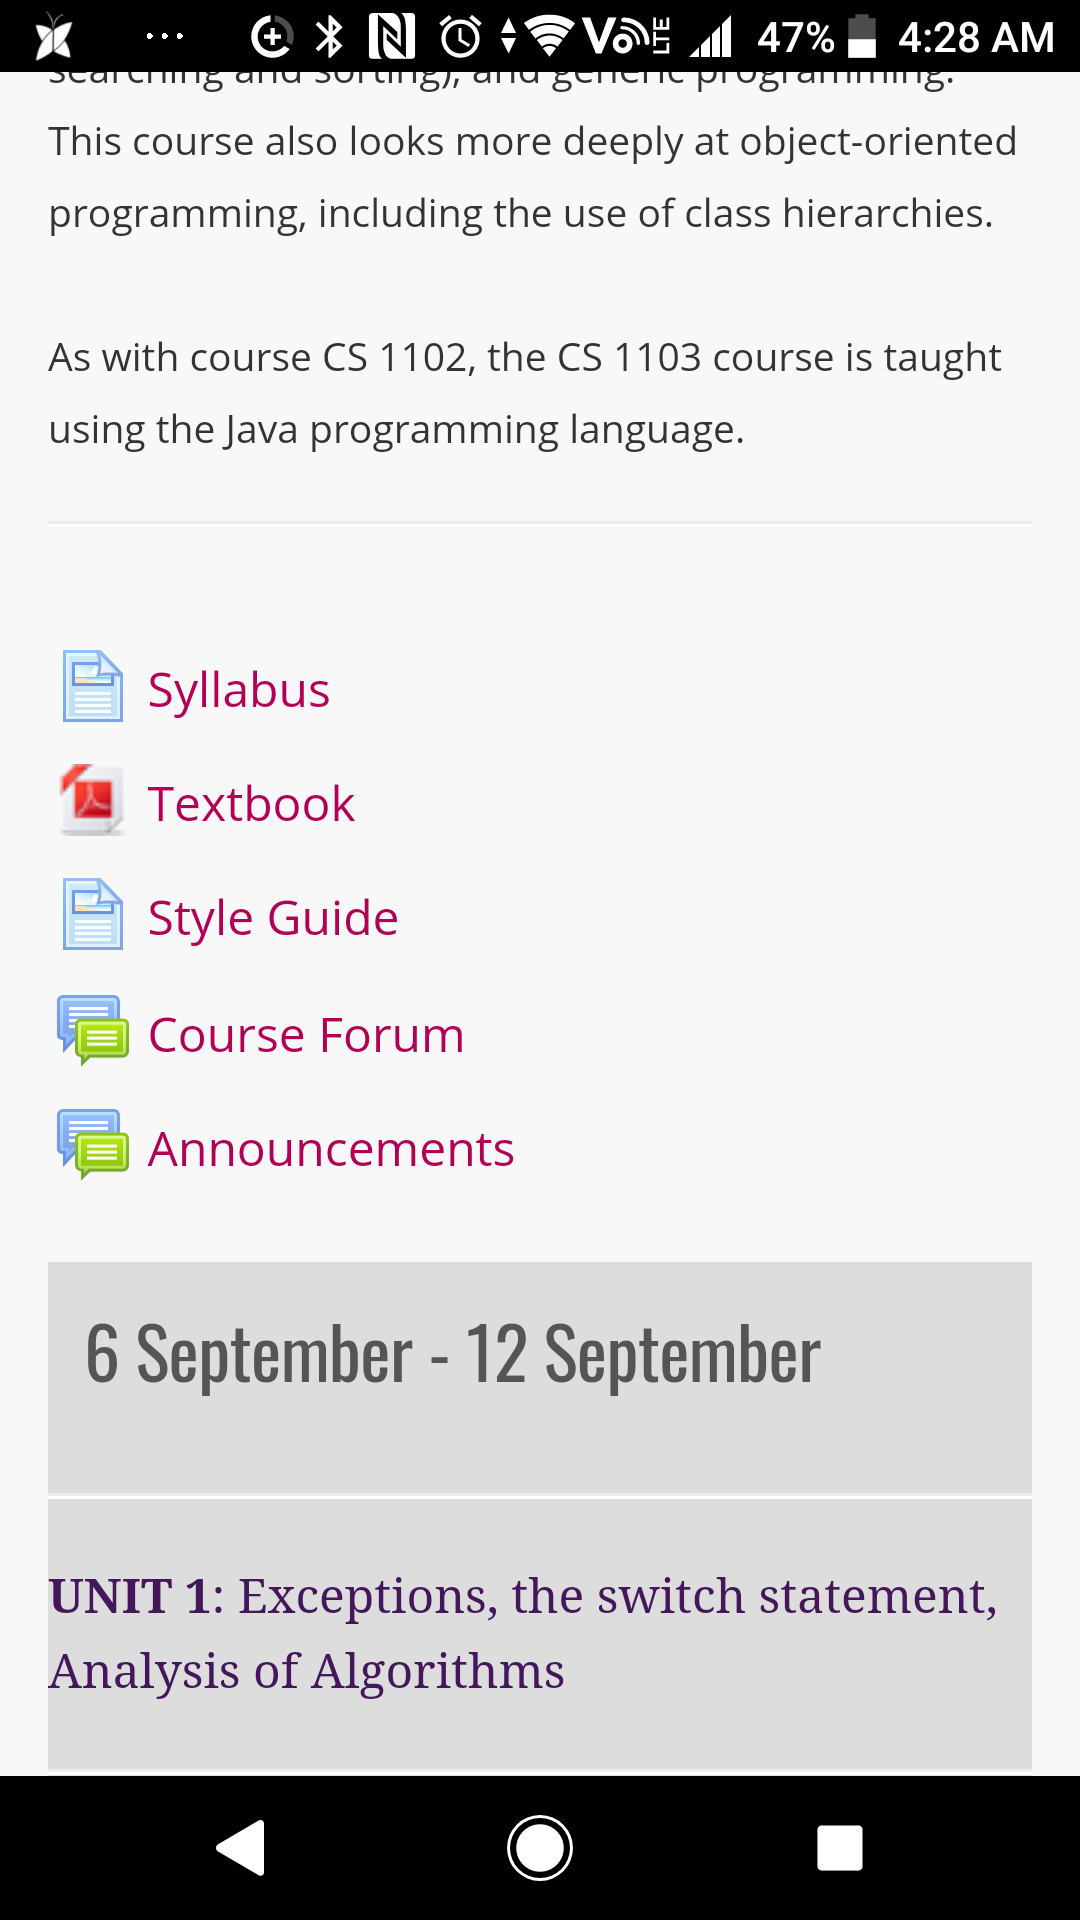 47% 4:28 AM
VoLTE
searching and sorting), and generic programming.
This course also looks more deeply at object-oriented
programming, including the use of class hierarchies.
As with course CS 1102, the CS 1103 course is taught
using the Java programming language.
Syllabus
Textbook
Style Guide
Course Forum
Announcements
6 September - 12 September
UNIT 1: Exceptions, the switch statement,
Analysis of Algorithms